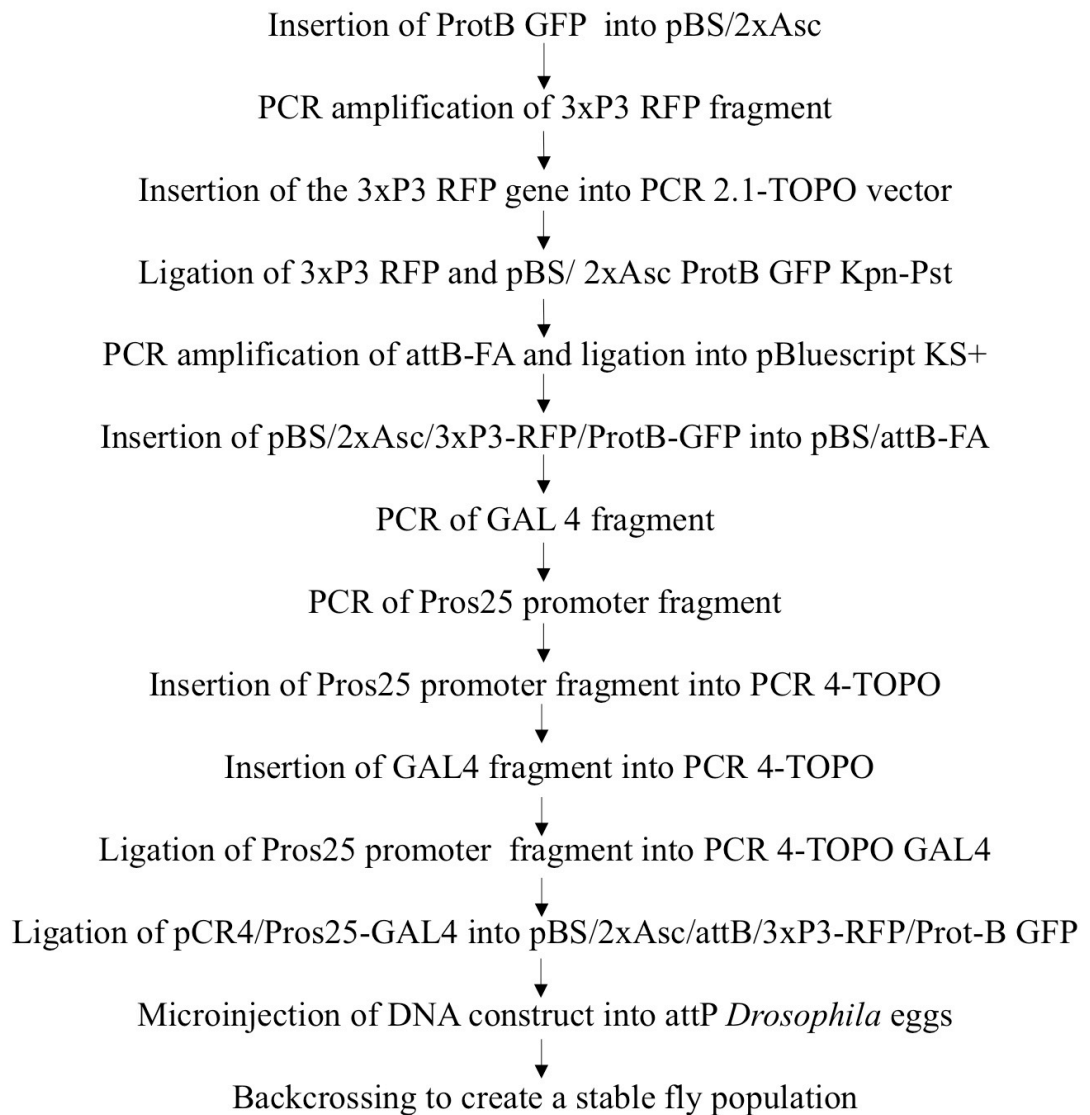 Insertion of ProtB GFP into pBS/2xAsc
PCR amplification of 3xP3 RFP fragment
Insertion of the 3xP3 RFP gene into PCR 2.1-TOPO vector
Ligation of 3xP3 RFP and pBS/ 2xAsc ProtB GFP Kpn-Pst
PCR amplification of attB-FA and ligation into pBluescript KS+
Insertion of pBS/2xAsc/3xP3-RFP/ProtB-GFP into pBS/attB-FA
PCR of GAL 4 fragment
PCR of Pros25 promoter fragment
Insertion of Pros25 promoter fragment into PCR 4-TOPO
Insertion of GAL4 fragment into PCR 4-TOPO
Ligation of Pros25 promoter fragment into PCR 4-TOPO GAL4
Ligation of pCR4/Pros25-GAL4 into pBS/2xAsc/attB/3xP3-RFP/Prot-B GFP
Microinjection of DNA construct into attP Drosophila eggs
Backcrossing to create a stable fly population